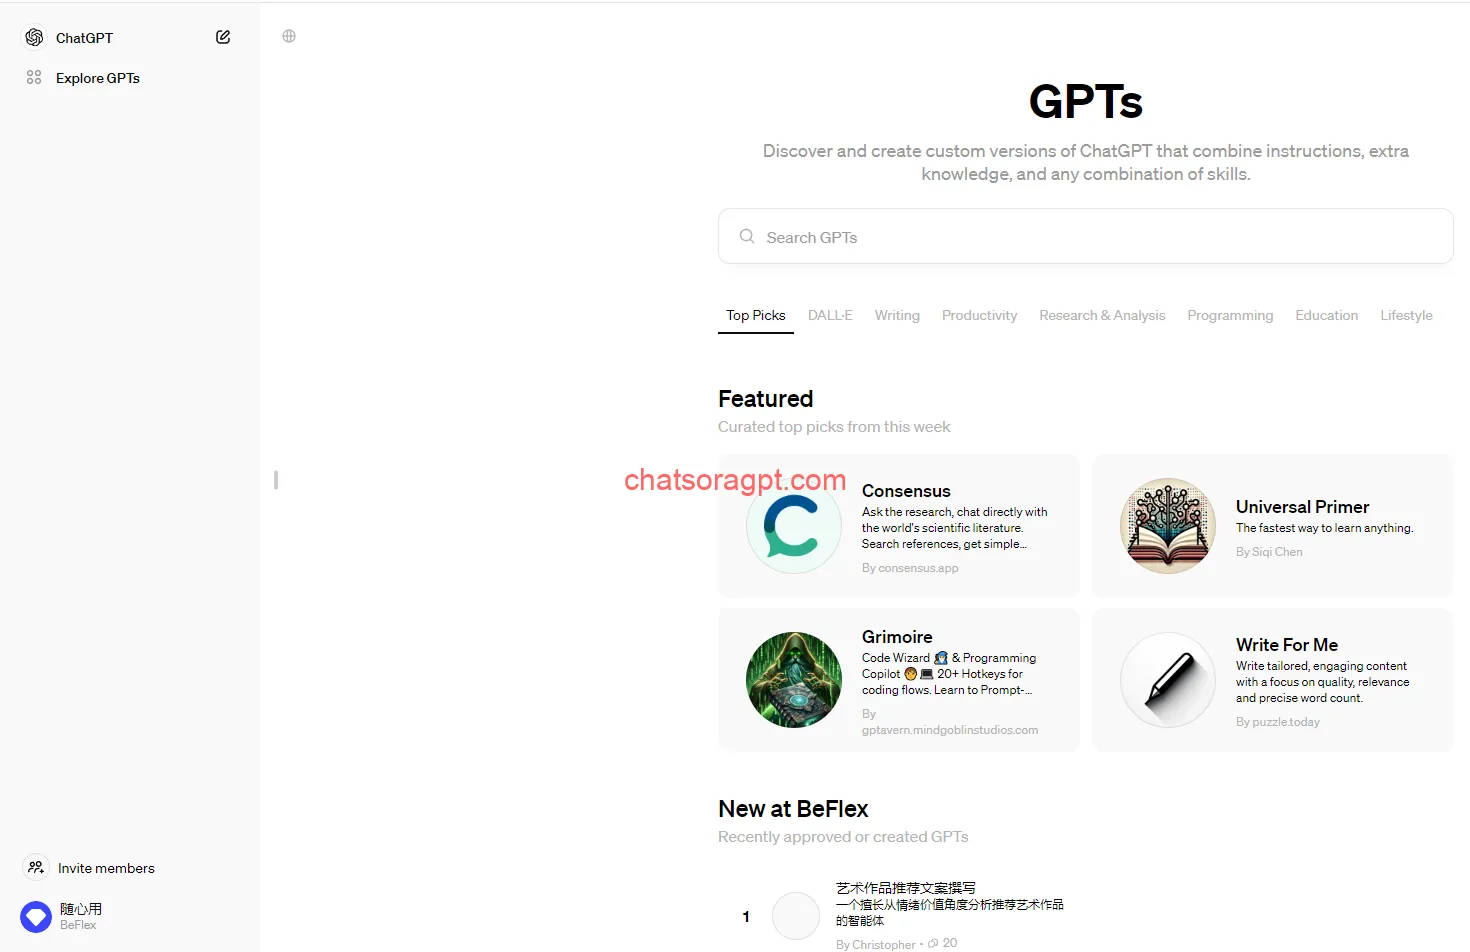 ChatGPT
Explore GPTs
GPTs
Discover and create custom versions of ChatGPT that combine instructions, extra
knowledge, and any combination of skills.
Search GPTs
Top Picks DALL·E Writing Productivity Research & Analysis Programming Education Lifestyle
Featured
Curated top picks from this week
chatsoragpt.com
Consensus
Ask the research, chat directly with
the world's scientific literature.
Search references, get simple...
By consensus.app
Universal Primer
The fastest way to learn anything.
By Siqi Chen
Grimoire
Code Wizard 🧙‍♂️ & Programming
Copilot 🧑‍💻 20+ Hotkeys for
coding flows. Learn to Prompt-...
By
gptavern.mindgoblinstudios.com
Write For Me
Write tailored, engaging content
with a focus on quality, relevance
and precise word count.
By puzzle.today
New at BeFlex
Recently approved or created GPTs
1
艺术作品推荐文案撰写
一个擅长从情绪价值角度分析推荐艺术作品
的智能体
By Christopher • 20
Invite members
随心用
BeFlex